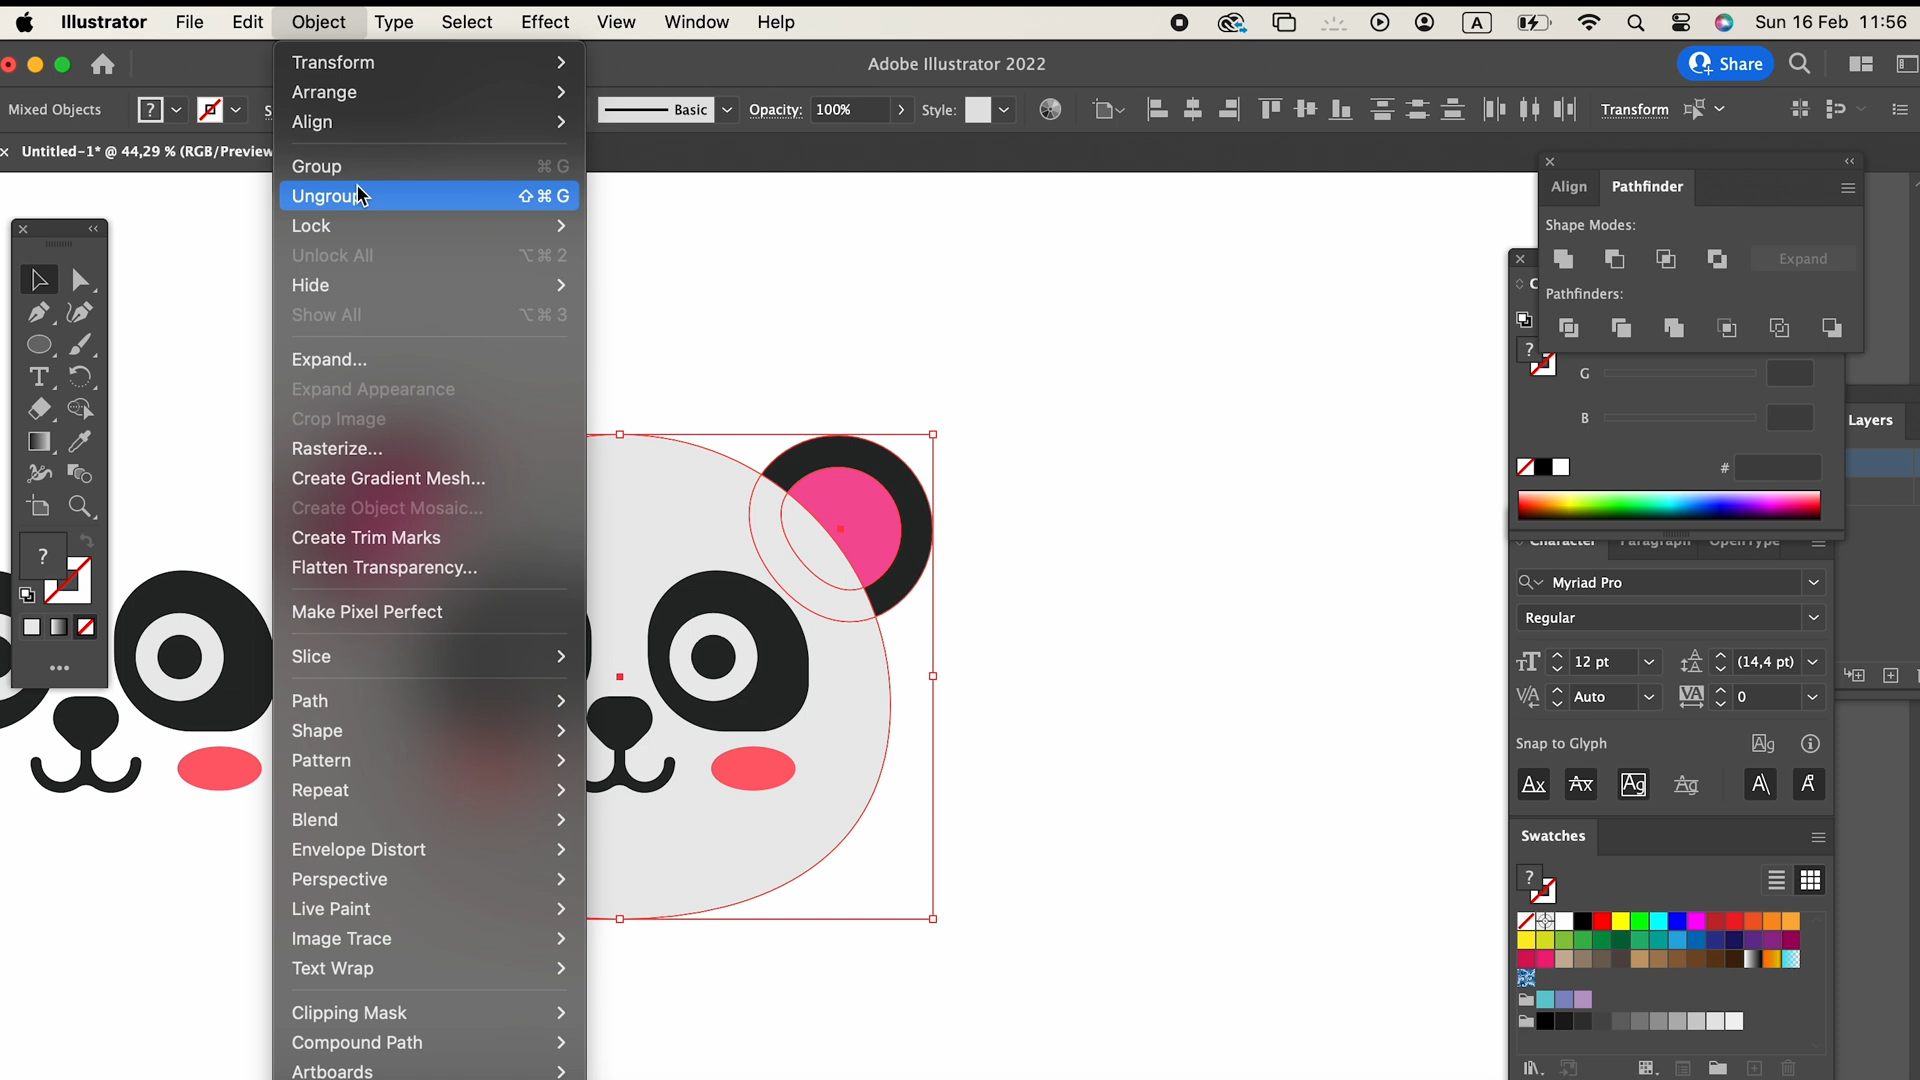 Illustrator File Edit Object Type Select Effect View Window Help A Sun 16 Feb 11:56
Adobe Illustrator 2022 Share
Mixed Objects ? Basic Opacity: 100% Style: Transform
Untitled-1* @ 44,29 % (RGB/Preview
Transform
Arrange
Align
Group ⌘ G
Ungroup ⇧ ⌘ G
Lock
Unlock All ⌥ ⌘ 2
Hide
Show All ⌥ ⌘ 3
Expand...
Expand Appearance
Crop Image
Rasterize...
Create Gradient Mesh...
Create Object Mosaic...
Create Trim Marks
Flatten Transparency...
Make Pixel Perfect
Slice
Path
Shape
Pattern
Repeat
Blend
Envelope Distort
Perspective
Live Paint
Image Trace
Text Wrap
Clipping Mask
Compound Path
Artboards
T
?
Align Pathfinder
Shape Modes:
Expand
Pathfinders:
C
?
G
B
#
Layers
Character Paragraph OpenType
Myriad Pro
Regular
12 pt (14,4 pt)
Auto 0
Snap to Glyph
Swatches
?